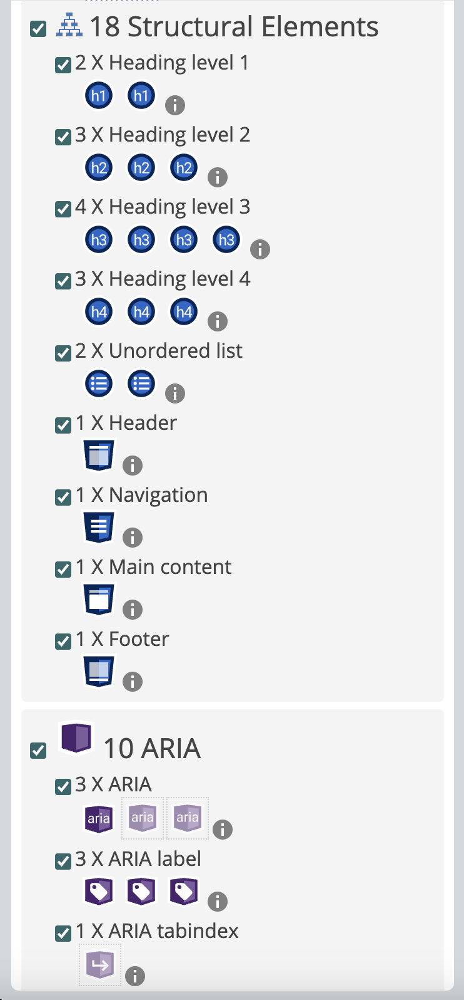 18 Structural Elements
2 X Heading level 1
h1 h1 i
3 X Heading level 2
h2 h2 h2 i
4 X Heading level 3
h3 h3 h3 h3 i
3 X Heading level 4
h4 h4 h4 i
2 X Unordered list
i
1 X Header
i
1 X Navigation
i
1 X Main content
i
1 X Footer
i
10 ARIA
3 X ARIA
aria aria aria i
3 X ARIA label
i
1 X ARIA tabindex
i